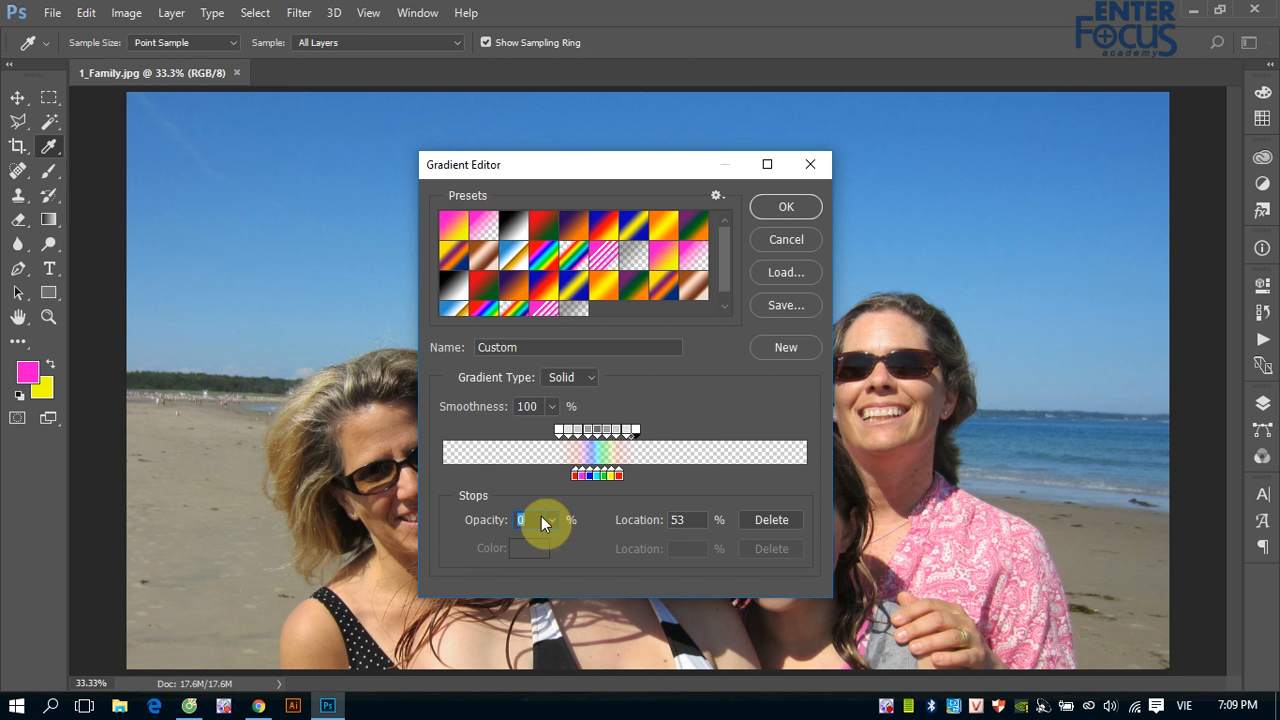 Ps File Edit Image Layer Type Select Filter 3D View Window Help
ENTER
FOCUS
academy
Sample Size: Point Sample Sample: All Layers Show Sampling Ring
1_Family.jpg @ 33.3% (RGB/8) ×
Gradient Editor
Presets
OK
Cancel
Load...
Save...
Name: Custom New
Gradient Type: Solid
Smoothness: 100 %
Stops
Opacity: 0 % Location: 53 % Delete
Color: Location: % Delete
33.33% Doc: 17.6M/17.6M
VIE 7:09 PM